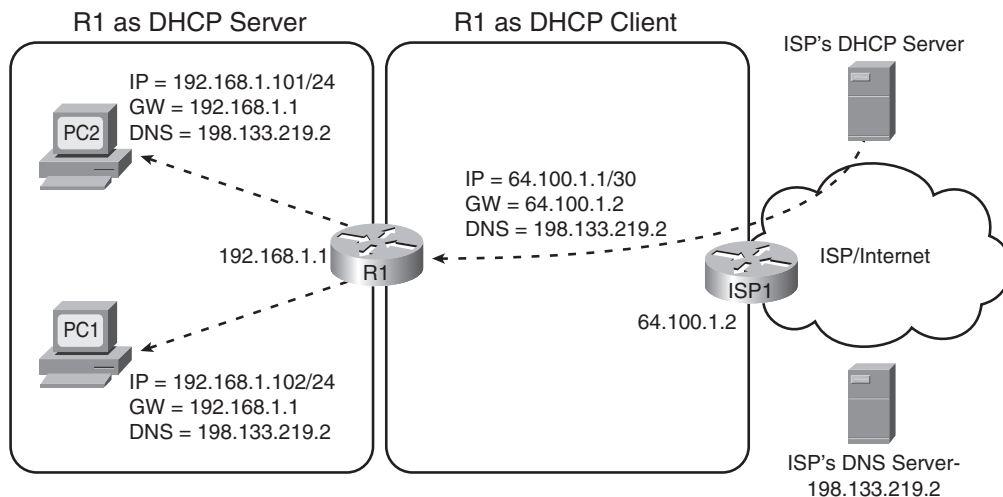 R1 as DHCP Server
R1 as DHCP Client
ISP's DHCP Server
IP = 192.168.1.101/24
GW = 192.168.1.1
DNS = 198.133.219.2
PC2
IP = 64.100.1.1/30
GW = 64.100.1.2
DNS = 198.133.219.2
192.168.1.1
R1
ISP/Internet
ISP1
64.100.1.2
PC1
IP = 192.168.1.102/24
GW = 192.168.1.1
DNS = 198.133.219.2
ISP's DNS Server-
198.133.219.2